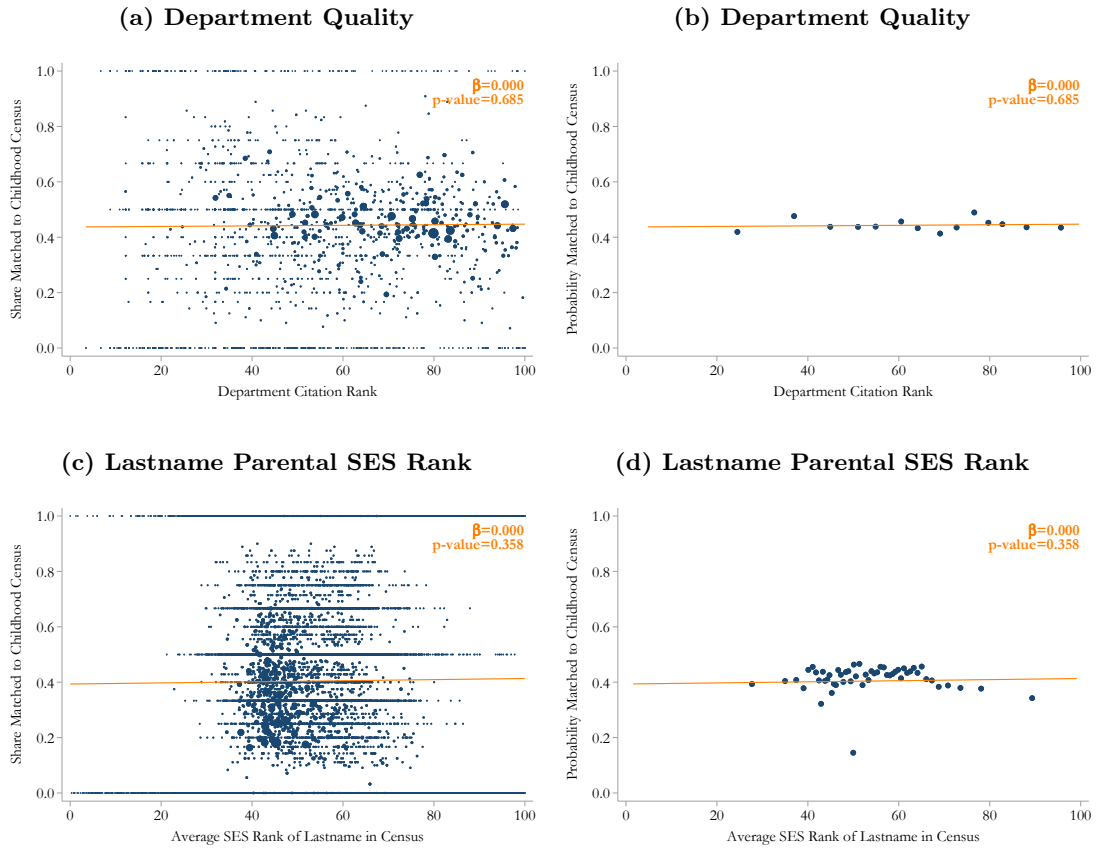 (a) Department Quality
Share Matched to Childhood Census
1.0
0.8
0.6
0.4
0.2
0.0
β=0.000
p-value=0.685
0 20 40 60 80 100
Department Citation Rank
(b) Department Quality
Probability Matched to Childhood Census
1.0
0.8
0.6
0.4
0.2
0.0
β=0.000
p-value=0.685
0 20 40 60 80 100
Department Citation Rank
(c) Lastname Parental SES Rank
Share Matched to Childhood Census
1.0
0.8
0.6
0.4
0.2
0.0
β=0.000
p-value=0.358
0 20 40 60 80 100
Average SES Rank of Lastname in Census
(d) Lastname Parental SES Rank
Probability Matched to Childhood Census
1.0
0.8
0.6
0.4
0.2
0.0
β=0.000
p-value=0.358
0 20 40 60 80 100
Average SES Rank of Lastname in Census